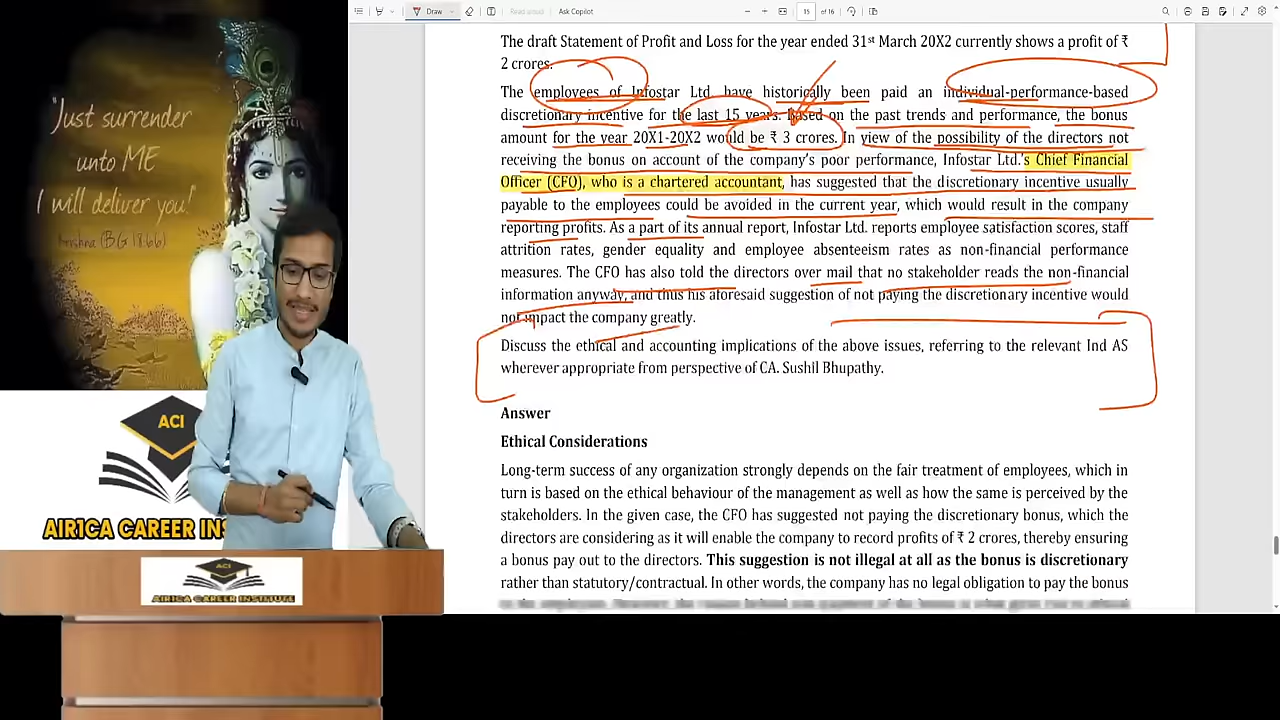 "Just surrender
unto ME
I will deliver you!"
Krishna (BG 18:66)
ACI
AIR1CA CAREER INS
AIR1CA CAREER INSTITUTE
Draw
Read aloud
Ask Copilot
15
of 16
The draft Statement of Profit and Loss for the year ended 31st March 20X2 currently shows a profit of ₹
2 crores.
The employees of Infostar Ltd have historically been paid an individual-performance-based
discretionary incentive for the last 15 years. Based on the past trends and performance, the bonus
amount for the year 20X1-20X2 would be ₹ 3 crores. In view of the possibility of the directors not
receiving the bonus on account of the company's poor performance, Infostar Ltd.'s Chief Financial
Officer (CFO), who is a chartered accountant, has suggested that the discretionary incentive usually
payable to the employees could be avoided in the current year, which would result in the company
reporting profits. As a part of its annual report, Infostar Ltd. reports employee satisfaction scores, staff
attrition rates, gender equality and employee absenteeism rates as non-financial performance
measures. The CFO has also told the directors over mail that no stakeholder reads the non-financial
information anyway, and thus his aforesaid suggestion of not paying the discretionary incentive would
not impact the company greatly.
Discuss the ethical and accounting implications of the above issues, referring to the relevant Ind AS
wherever appropriate from perspective of CA. Sushil Bhupathy.
Answer
Ethical Considerations
Long-term success of any organization strongly depends on the fair treatment of employees, which in
turn is based on the ethical behaviour of the management as well as how the same is perceived by the
stakeholders. In the given case, the CFO has suggested not paying the discretionary bonus, which the
directors are considering as it will enable the company to record profits of ₹ 2 crores, thereby ensuring
a bonus pay out to the directors. This suggestion is not illegal at all as the bonus is discretionary
rather than statutory/contractual. In other words, the company has no legal obligation to pay the bonus